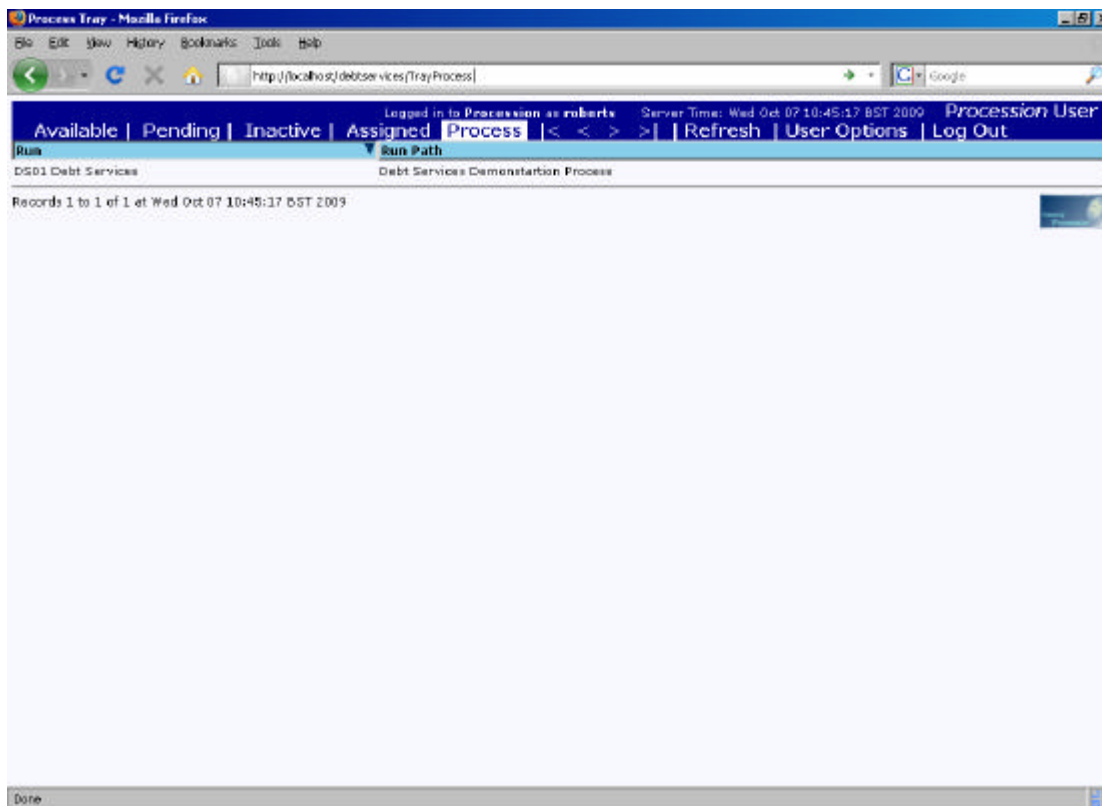 Process Tray - Mozilla Firefox
File Edit View History Bookmarks Tools Help
http://localhost/debtservices/TrayProcess Google
Logged in to Procession as roberts Server Time: Wed Oct 07 10:45:17 BST 2009 Procession User
Available | Pending | Inactive | Assigned Process |< < > >| | Refresh | User Options | Log Out
Run Run Path
DS01 Debt Services Debt Services Demonstartion Process
Records 1 to 1 of 1 at Wed Oct 07 10:45:17 BST 2009
Done